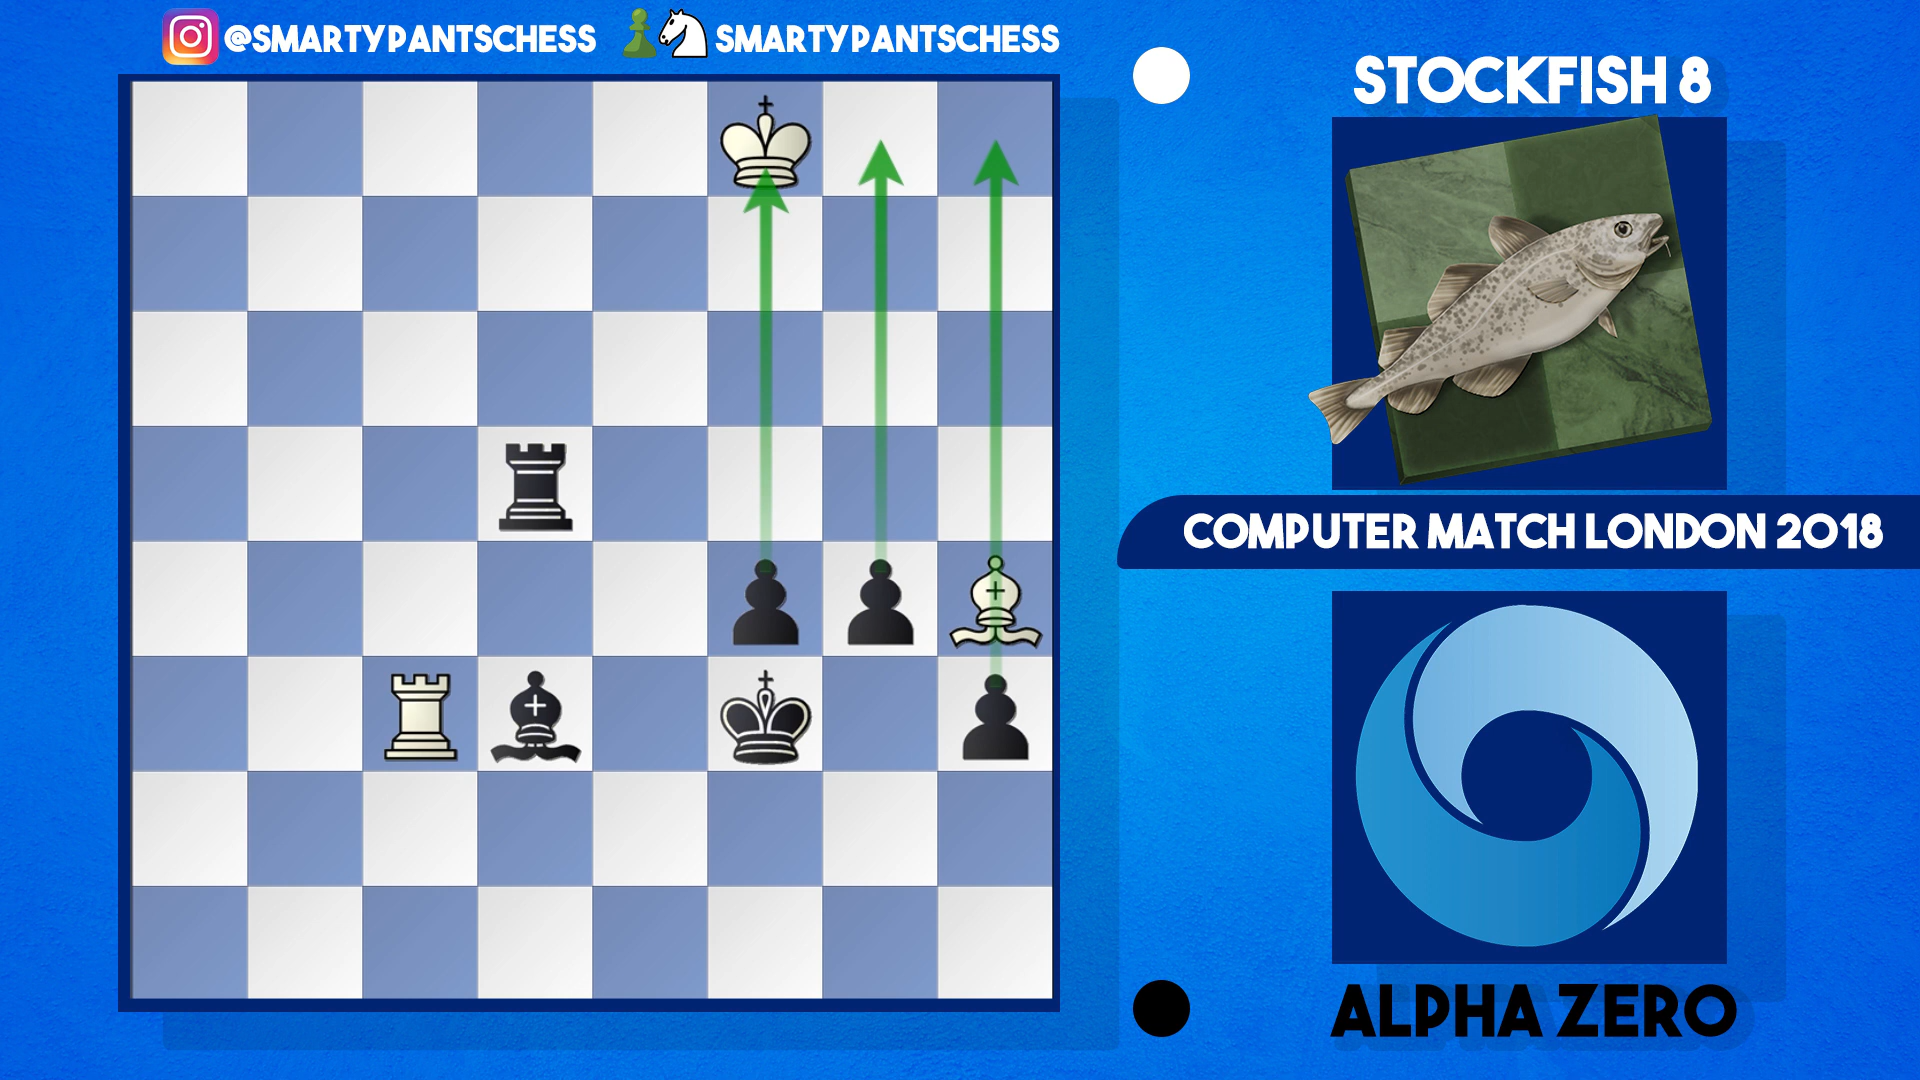 @SMARTYPANTSCHESS SMARTYPANTSCHESS
STOCKFISH 8
COMPUTER MATCH LONDON 2018
ALPHA ZERO